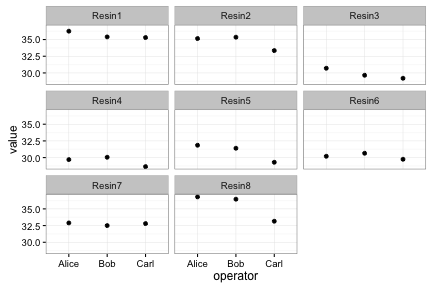 Resin1 Resin2 Resin3
35.0
32.5
30.0
Resin4 Resin5 Resin6
35.0
32.5
30.0
value
Resin7 Resin8
35.0
32.5
30.0
Alice Bob Carl Alice Bob Carl
operator